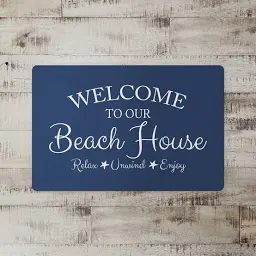 WELCOME
TO OUR
Beach House
Relax ★ Unwind ★ Enjoy